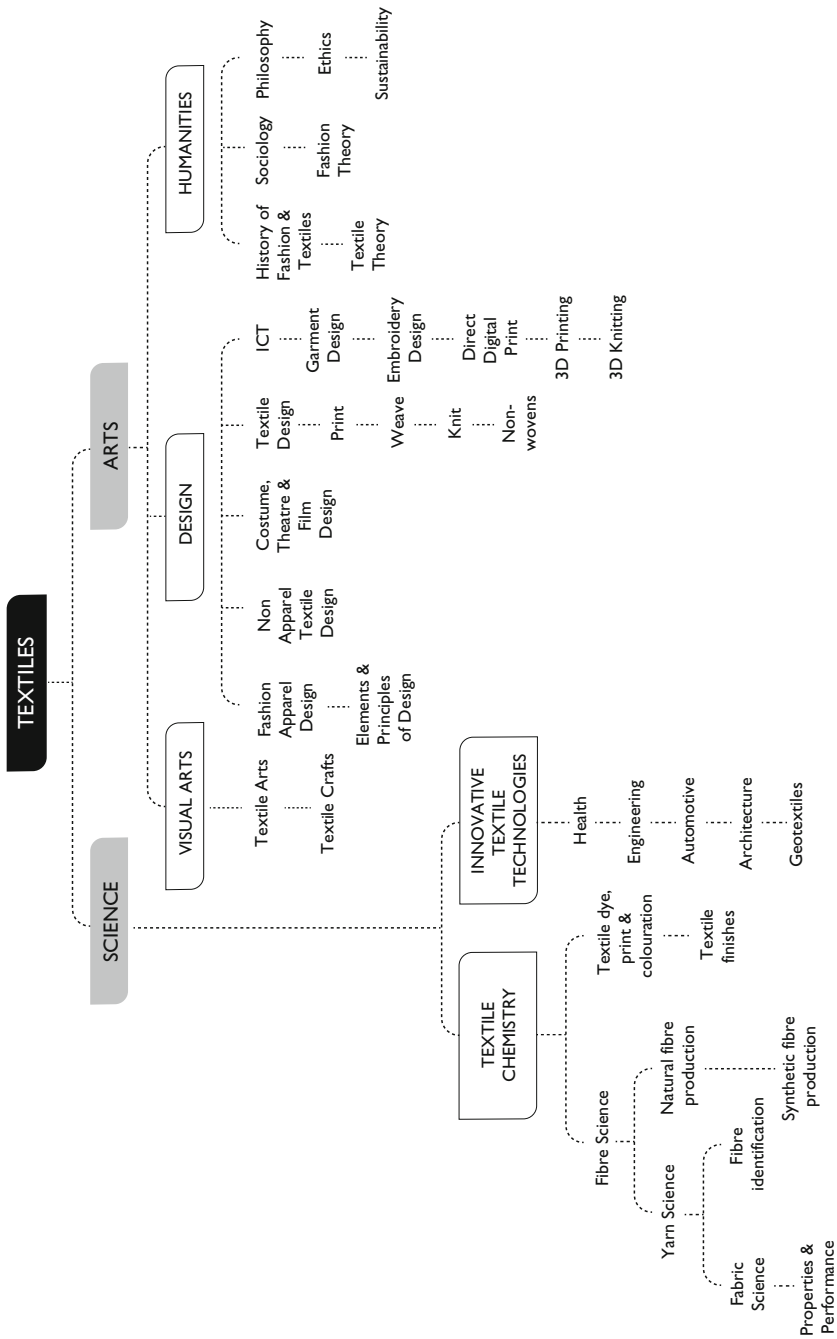 TEXTILES
SCIENCE
ARTS
VISUAL ARTS
DESIGN
HUMANITIES
Textile Arts
Textile Crafts
Fashion
Apparel
Design
Elements &
Principles
of Design
Non
Apparel
Textile
Design
Costume,
Theatre &
Film
Design
Textile
Design
Print
Weave
Knit
Non-
wovens
ICT
Garment
Design
Embroidery
Design
Direct
Digital
Print
3D Printing
3D Knitting
History of
Fashion &
Textiles
Textile
Theory
Sociology
Fashion
Theory
Philosophy
Ethics
Sustainability
TEXTILE
CHEMISTRY
INNOVATIVE
TEXTILE
TECHNOLOGIES
Fibre Science
Yarn Science
Fabric
Science
Properties &
Performance
Fibre
identification
Natural fibre
production
Synthetic fibre
production
Textile dye,
print &
colouration
Textile
finishes
Health
Engineering
Automotive
Architecture
Geotextiles